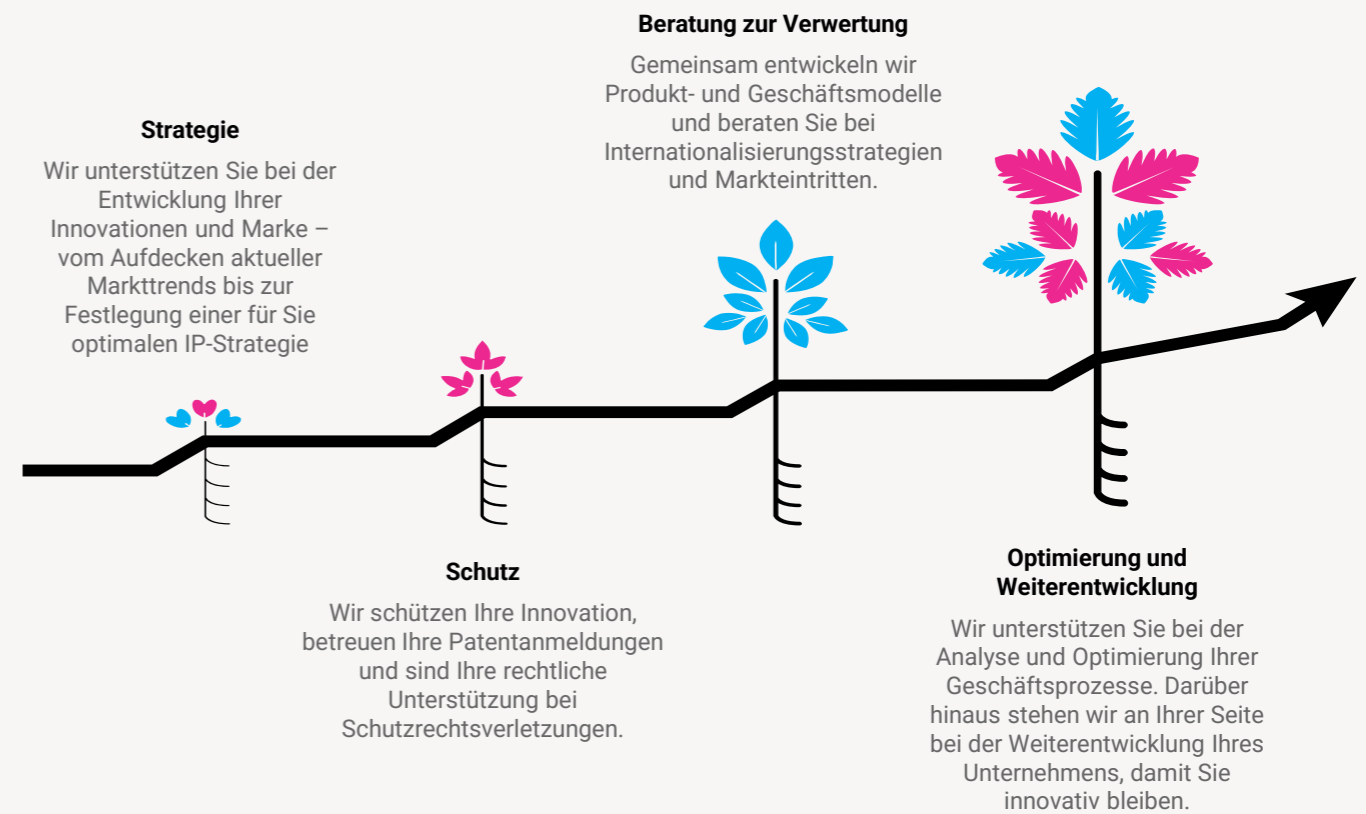 Strategie
Wir unterstützen Sie bei der
Entwicklung Ihrer
Innovationen und Marke –
vom Aufdecken aktueller
Markttrends bis zur
Festlegung einer für Sie
optimalen IP-Strategie
Schutz
Wir schützen Ihre Innovation,
betreuen Ihre Patentanmeldungen
und sind Ihre rechtliche
Unterstützung bei
Schutzrechtsverletzungen.
Beratung zur Verwertung
Gemeinsam entwickeln wir
Produkt- und Geschäftsmodelle
und beraten Sie bei
Internationalisierungsstrategien
und Markteintritten.
Optimierung und
Weiterentwicklung
Wir unterstützen Sie bei der
Analyse und Optimierung Ihrer
Geschäftsprozesse. Darüber
hinaus stehen wir an Ihrer Seite
bei der Weiterentwicklung Ihres
Unternehmens, damit Sie
innovativ bleiben.